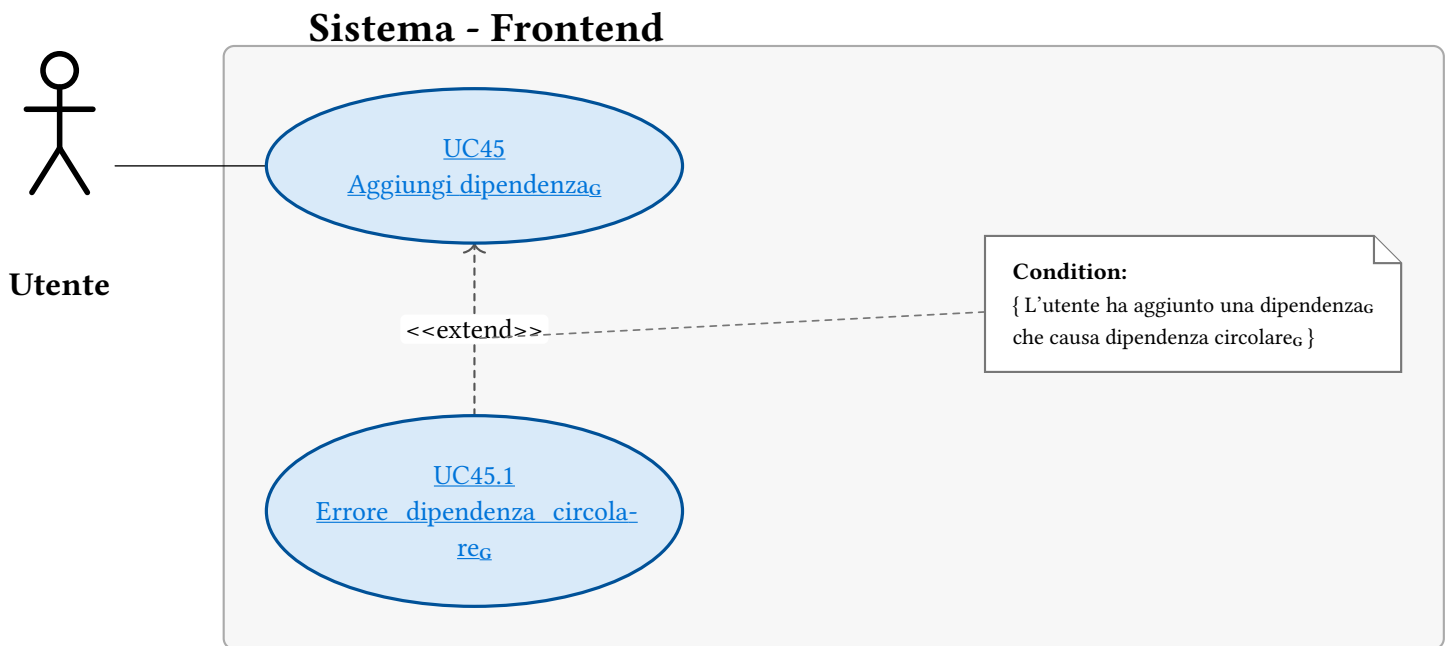 Sistema - Frontend
UC45
Aggiungi dipendenzaG
Utente
<<extend>>
Condition:
{ L'utente ha aggiunto una dipendenzaG
che causa dipendenza circolareG }
UC45.1
Errore dipendenza circola-
reG